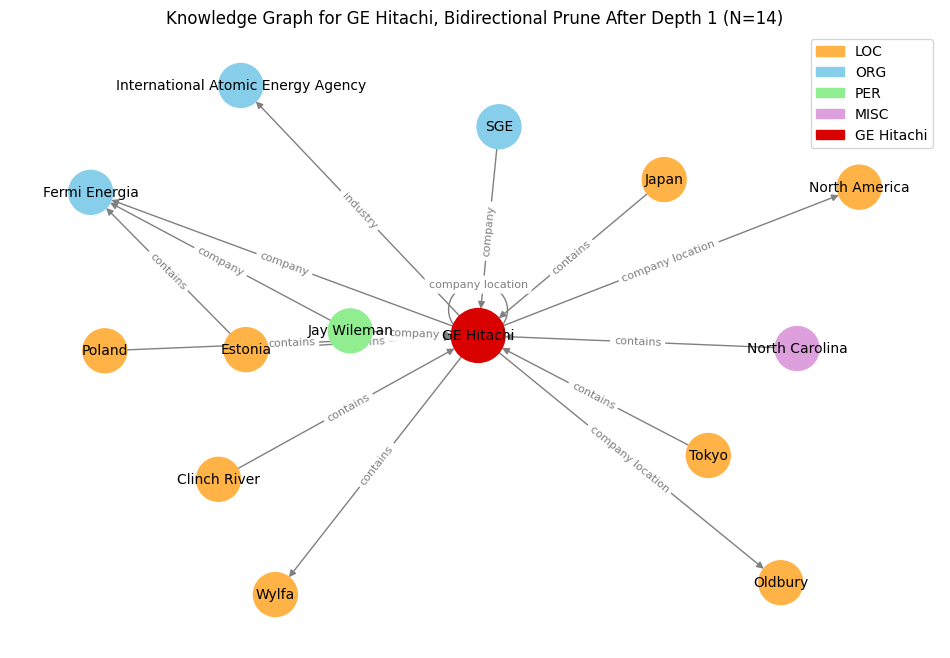 Knowledge Graph for GE Hitachi, Bidirectional Prune After Depth 1 (N=14)
LOC
ORG
PER
MISC
GE Hitachi
International Atomic Energy Agency
SGE
Japan
North America
Fermi Energia
industry
company
contains
company location
company
company
contains
company location
Jay Wileman
GE Hitachi
company
contains
North Carolina
Poland
Estonia
contains
contains
contains
Clinch River
contains
Tokyo
company location
contains
Wylfa
Oldbury